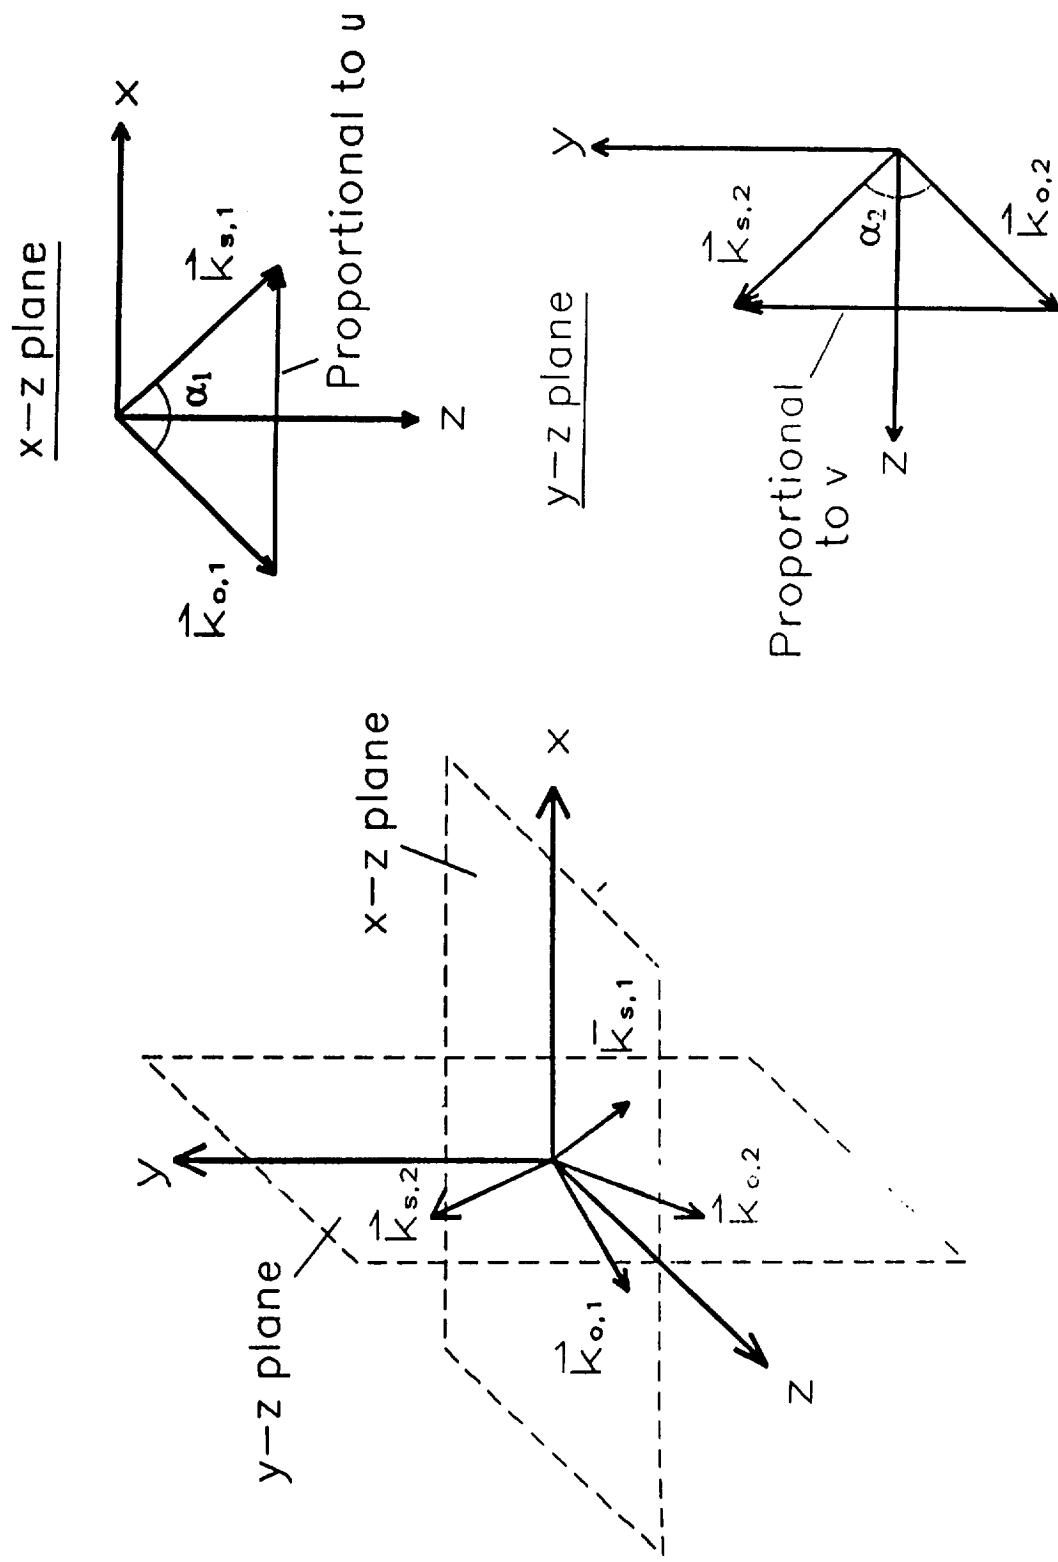 x–z plane
x
k⃗s,1
α1
Proportional to u
z
k⃗o,1
y–z plane
y
k⃗s,2
α2
k⃗o,2
z
Proportional
to v
x–z plane
x
k̄s,1
y
k⃗s,2
k⃗o,2
y–z plane
k⃗o,1
z